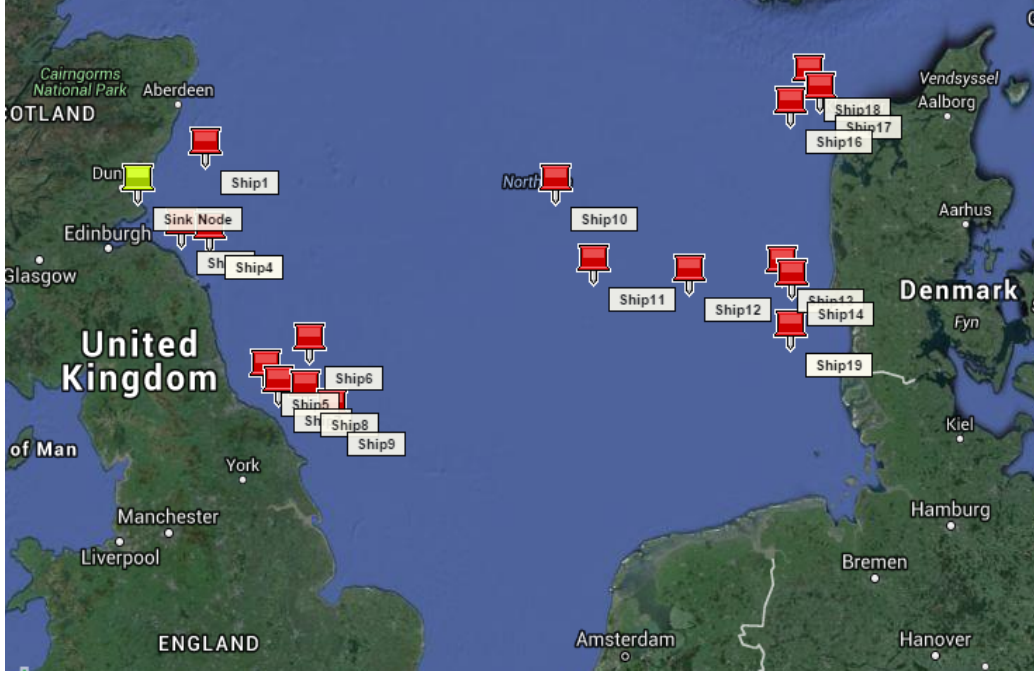 Cairngorms
National Park
Aberdeen
Vendsyssel
Aalborg
Ship18
Ship17
Ship16
Ship1
Sink Node
Edinburgh
Ship4
Glasgow
Ship10
Aarhus
Ship11
Ship12
Ship14
Denmark
Fyn
Ship19
United
Kingdom
Ship6
Ship5
Ship8
Ship9
of Man
York
Kiel
Manchester
Liverpool
Hamburg
Bremen
ENGLAND
Amsterdam
Hanover